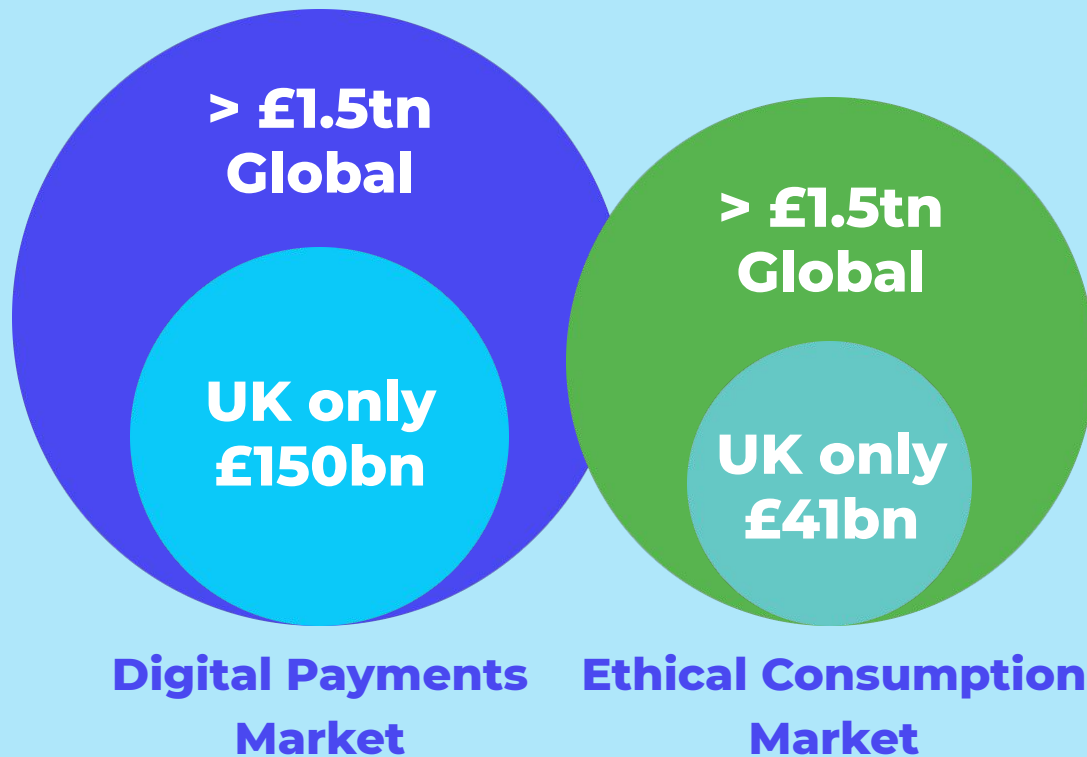 > £1.5tn
Global
UK only
£150bn
Digital Payments
Market
> £1.5tn
Global
UK only
£41bn
Ethical Consumption
Market